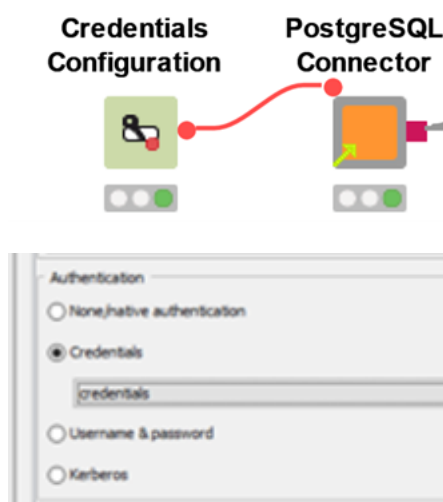 Credentials
Configuration
PostgreSQL
Connector
Authentication
None/native authentication
Credentials
credentials
Username & password
Kerberos